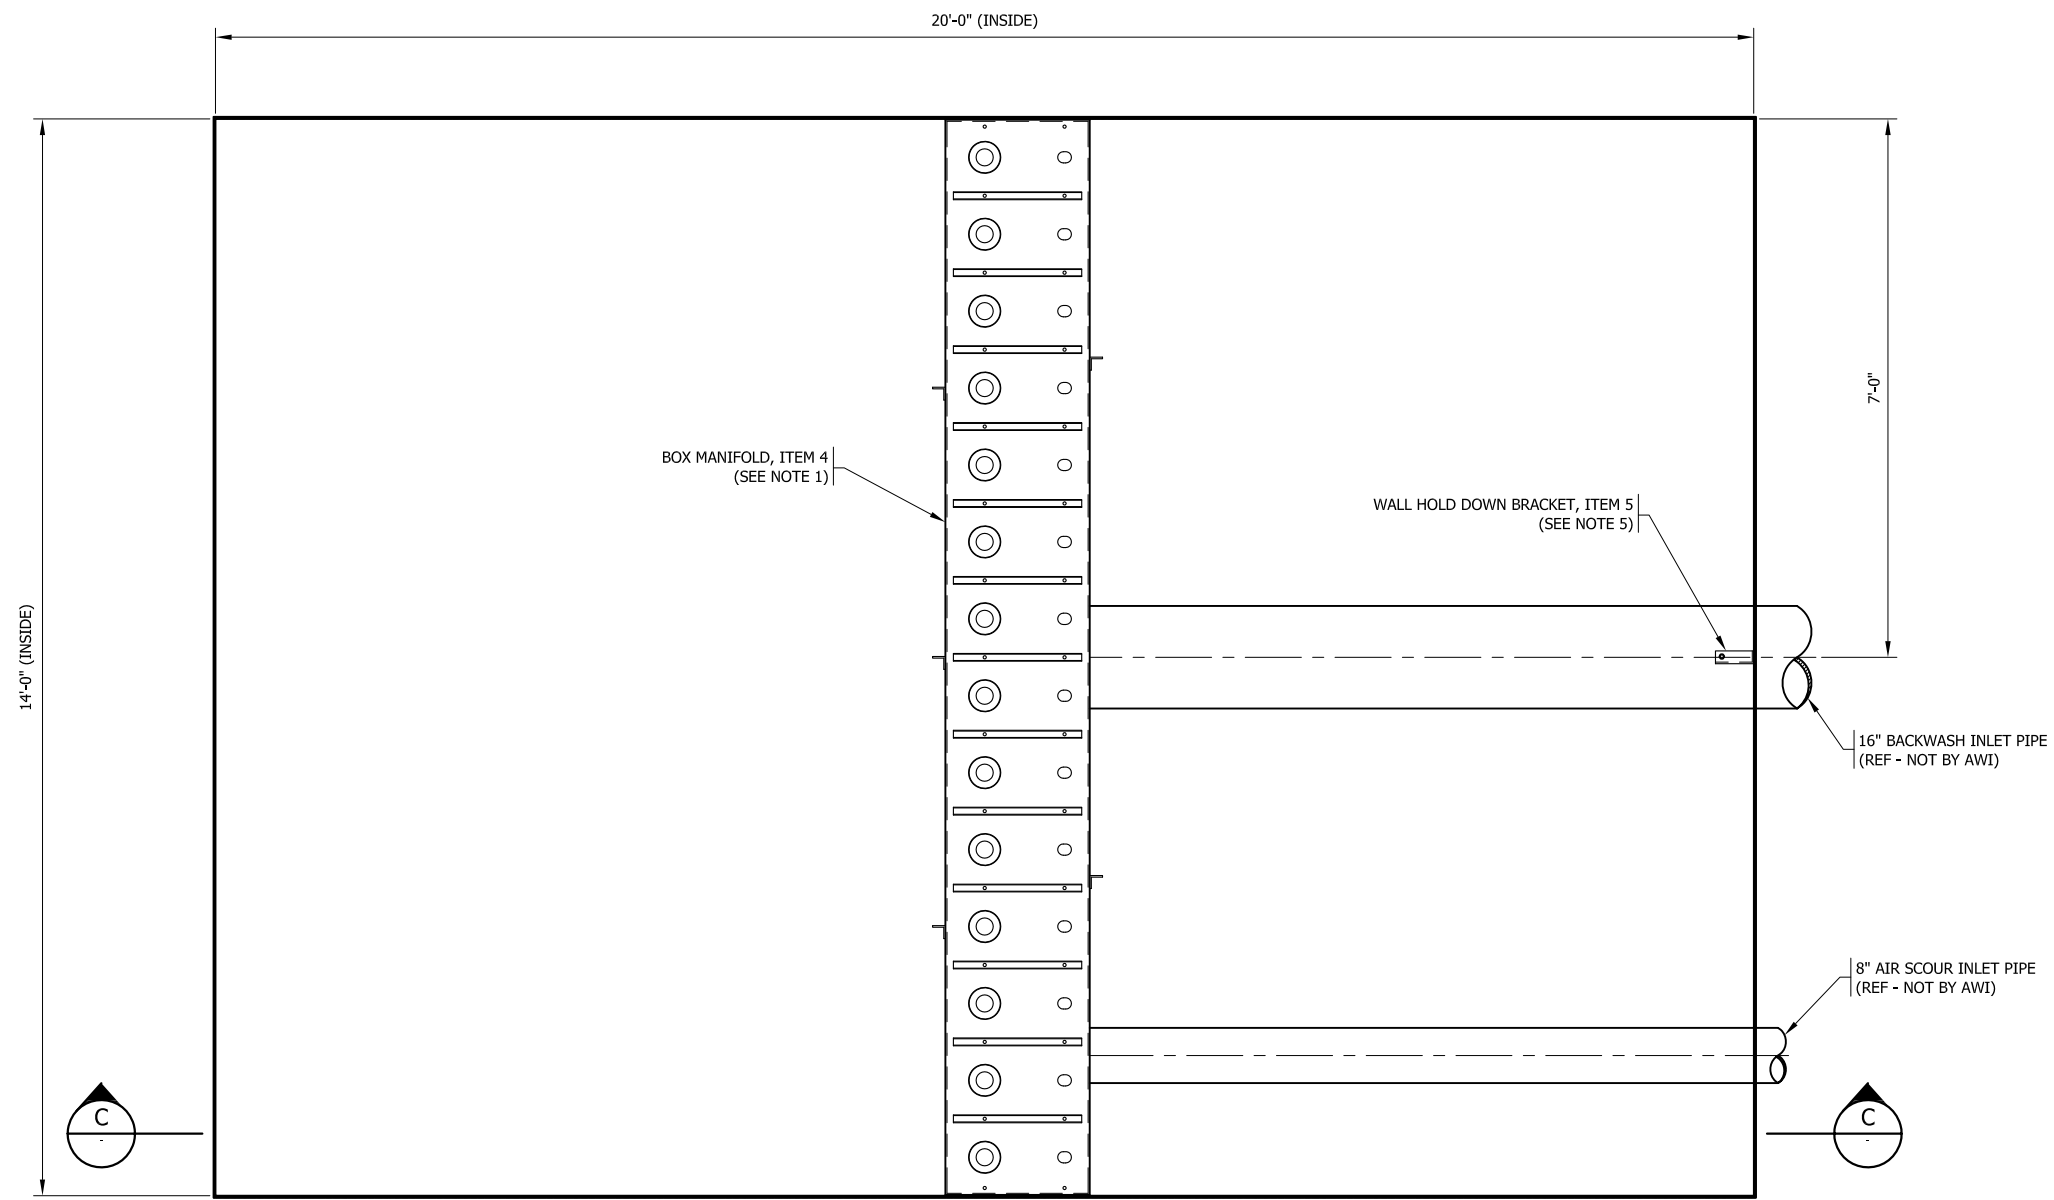 20'-0" (INSIDE)
7'-0"
BOX MANIFOLD, ITEM 4
(SEE NOTE 1)
WALL HOLD DOWN BRACKET, ITEM 5
(SEE NOTE 5)
14'-0" (INSIDE)
16" BACKWASH INLET PIPE
(REF - NOT BY AWI)
8" AIR SCOUR INLET PIPE
(REF - NOT BY AWI)
C
-
C
-